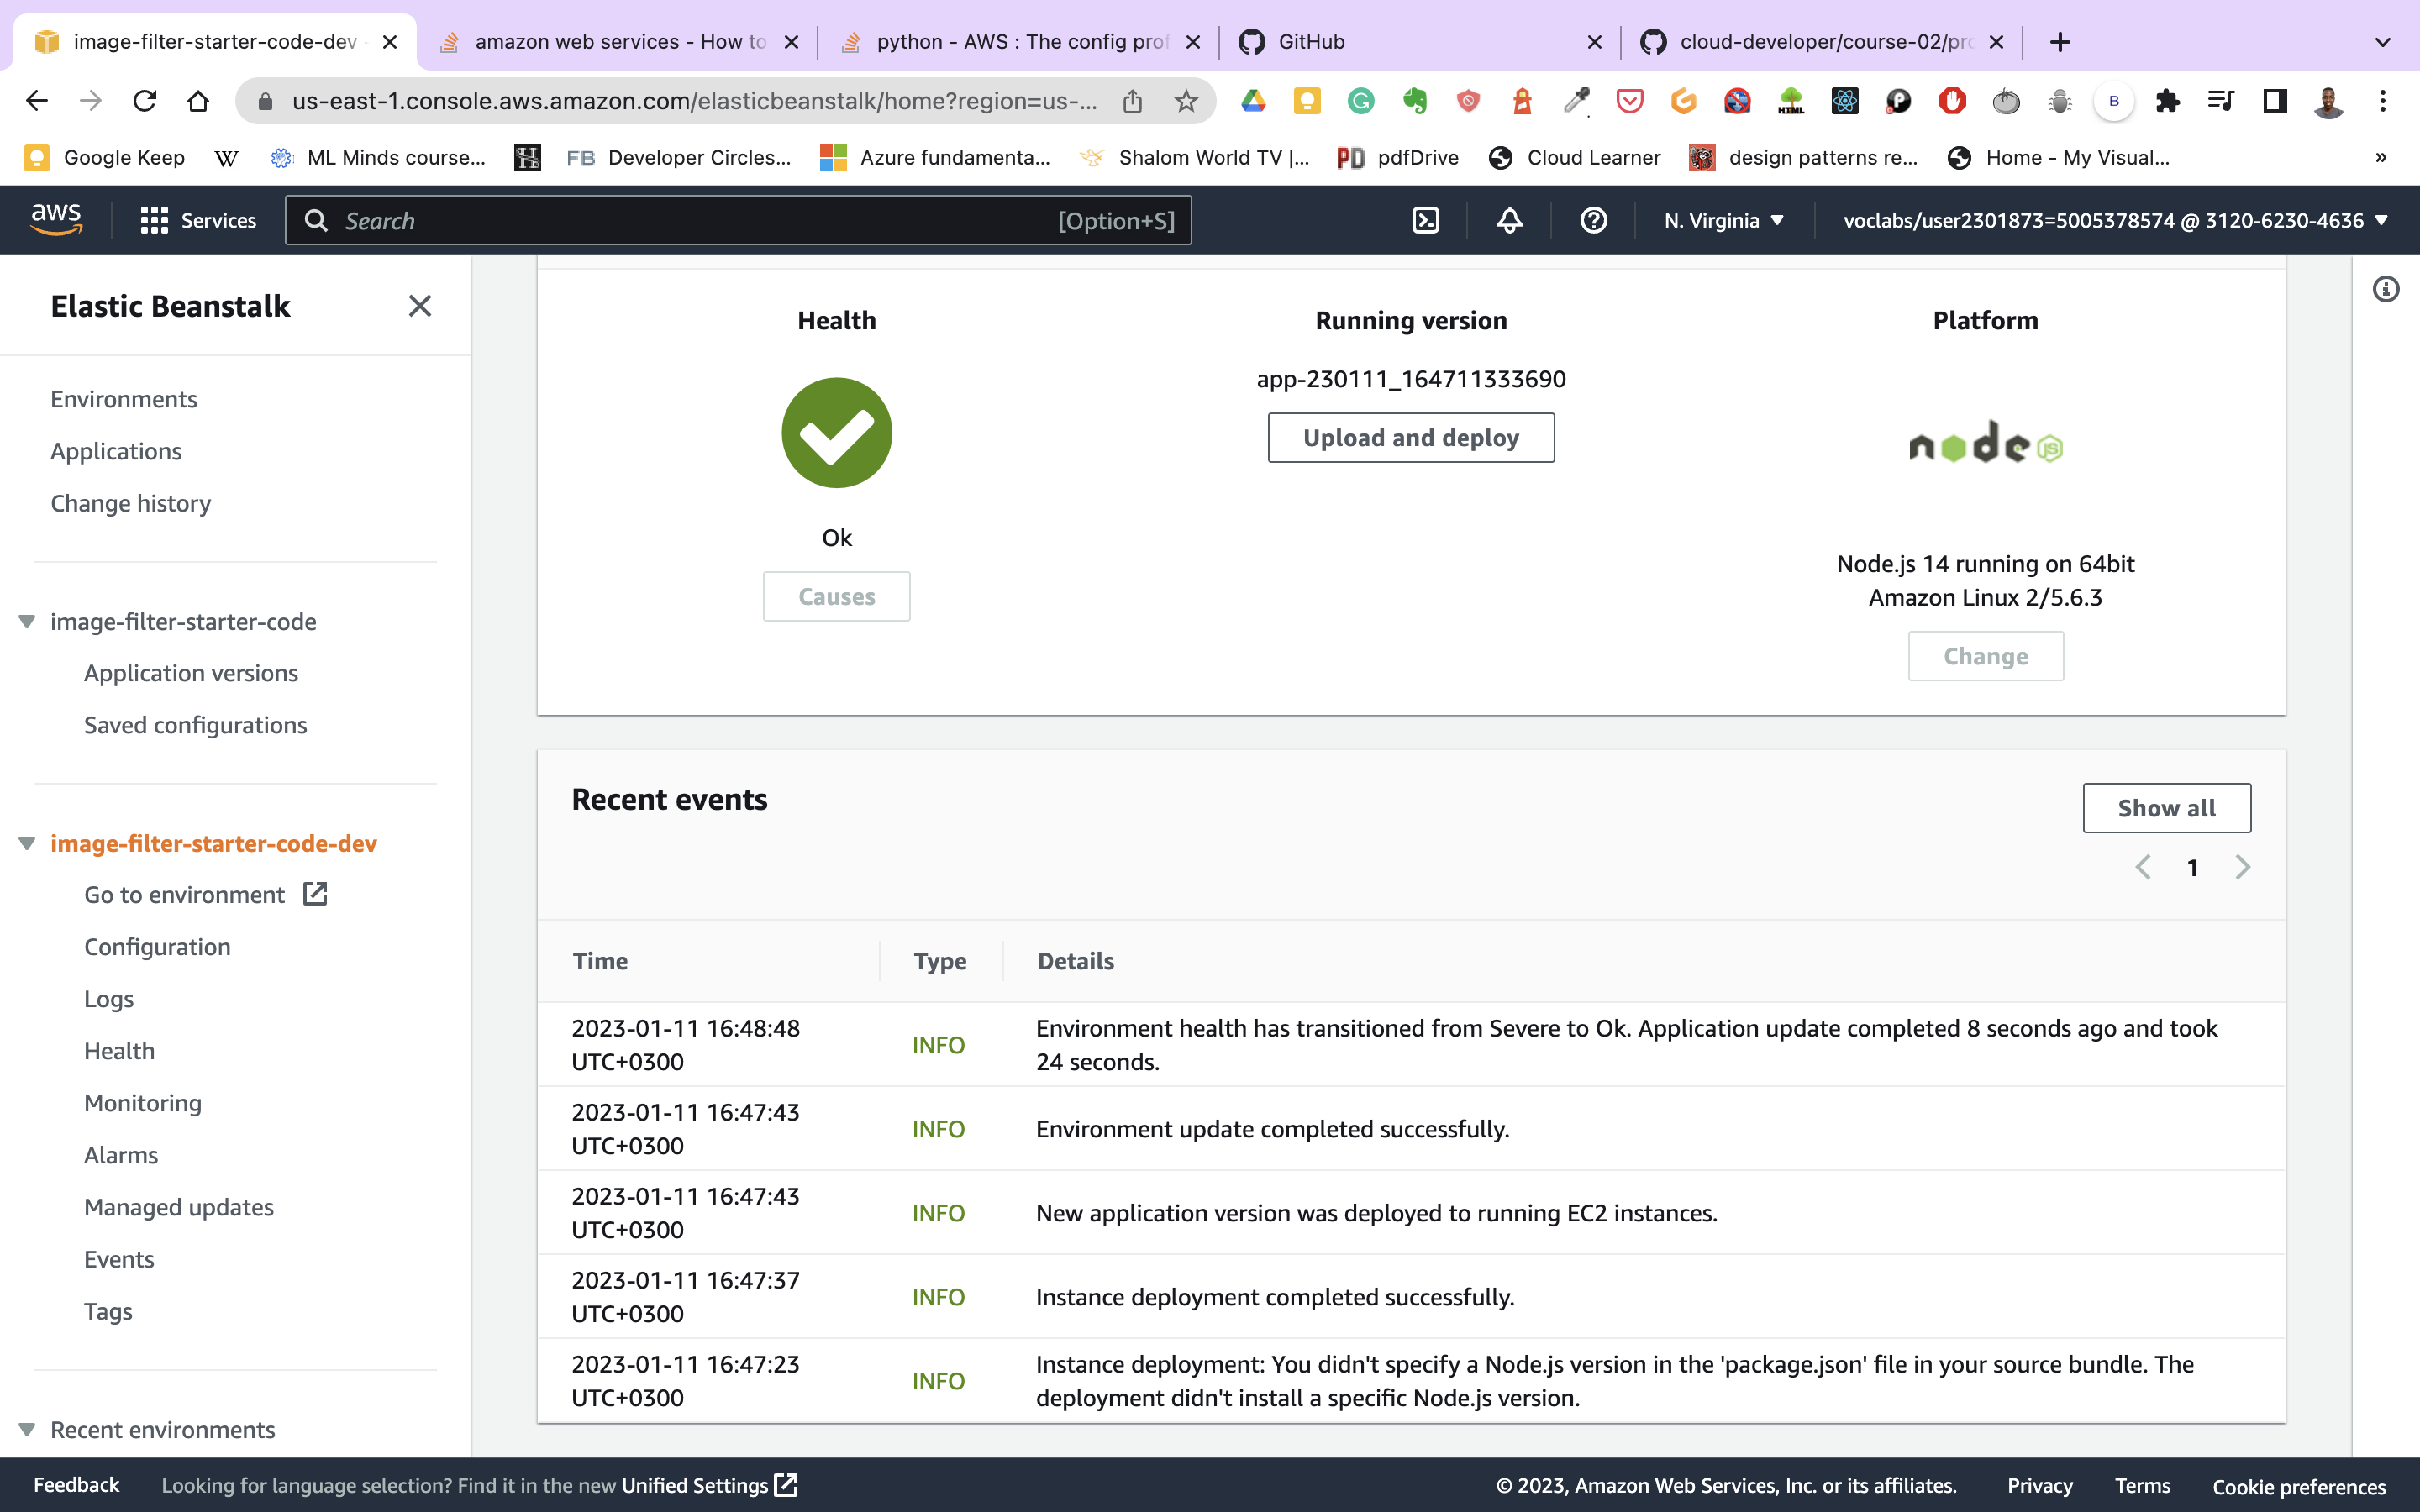 image-filter-starter-code-dev
amazon web services - How to
python - AWS : The config prof
GitHub
cloud-developer/course-02/pro
us-east-1.console.aws.amazon.com/elasticbeanstalk/home?region=us-...
HTML
B
Google Keep
W
ML Minds course...
FB Developer Circles...
Azure fundamenta...
Shalom World TV |...
PD pdfDrive
Cloud Learner
design patterns re...
Home - My Visual...
»
aws
Services
Search
[Option+S]
N. Virginia
voclabs/user2301873=5005378574 @ 3120-6230-4636
Elastic Beanstalk
Environments
Applications
Change history
image-filter-starter-code
Application versions
Saved configurations
image-filter-starter-code-dev
Go to environment
Configuration
Logs
Health
Monitoring
Alarms
Managed updates
Events
Tags
Recent environments
Health
Ok
Causes
Running version
app-230111_164711333690
Upload and deploy
Platform
node JS
Node.js 14 running on 64bit
Amazon Linux 2/5.6.3
Change
Recent events
Show all
1
Time Type Details
2023-01-11 16:48:48
UTC+0300
INFO
Environment health has transitioned from Severe to Ok. Application update completed 8 seconds ago and took
24 seconds.
2023-01-11 16:47:43
UTC+0300
INFO
Environment update completed successfully.
2023-01-11 16:47:43
UTC+0300
INFO
New application version was deployed to running EC2 instances.
2023-01-11 16:47:37
UTC+0300
INFO
Instance deployment completed successfully.
2023-01-11 16:47:23
UTC+0300
INFO
Instance deployment: You didn't specify a Node.js version in the 'package.json' file in your source bundle. The
deployment didn't install a specific Node.js version.
Feedback
Looking for language selection? Find it in the new Unified Settings
© 2023, Amazon Web Services, Inc. or its affiliates.
Privacy
Terms
Cookie preferences